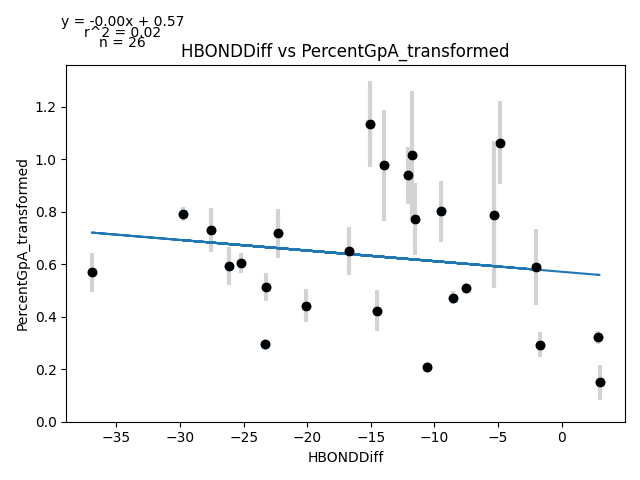 y = -0.00x + 0.57
r^2 = 0.02
n = 26
HBONDDiff vs PercentGpA_transformed
PercentGpA_transformed
1.2
1.0
0.8
0.6
0.4
0.2
0.0
−35
−30
−25
−20
−15
−10
−5
0
HBONDDiff